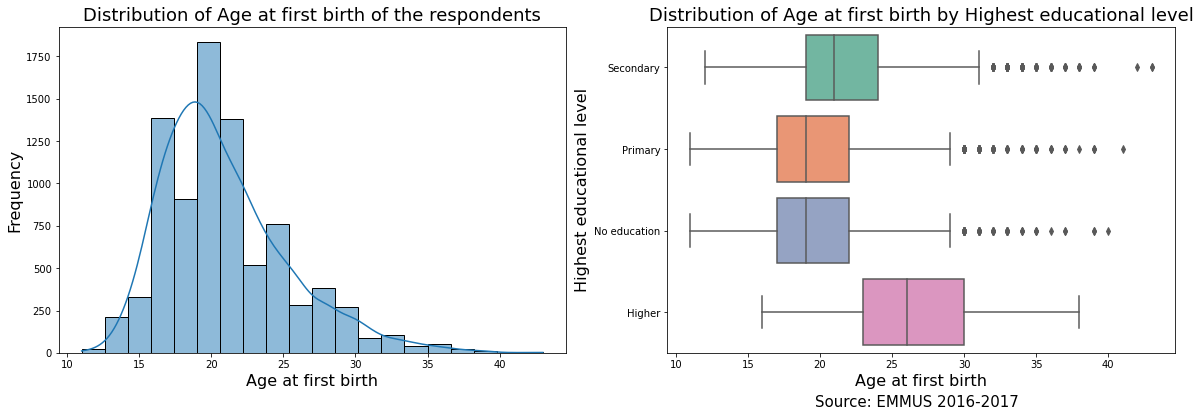 Distribution of Age at first birth of the respondents
Frequency
1750
1500
1250
1000
750
500
250
0
10 15 20 25 30 35 40
Age at first birth
Distribution of Age at first birth by Highest educational level
Highest educational level
Secondary
Primary
No education
Higher
10 15 20 25 30 35 40
Age at first birth
Source: EMMUS 2016-2017